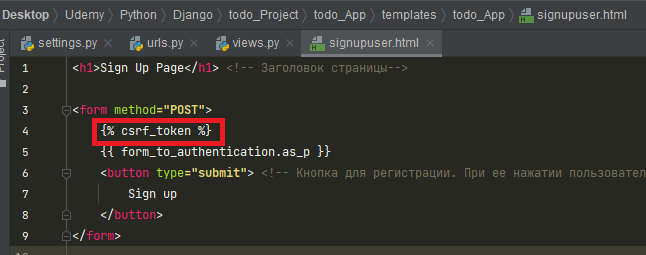 Desktop Udemy Python Django todo_Project todo_App templates todo_App signupuser.html
settings.py urls.py views.py signupuser.html
Project
1 <h1>Sign Up Page</h1> <!-- Заголовок страницы-->
2
3 <form method="POST">
4 {% csrf_token %}
5 {{ form_to_authentication.as_p }}
6 <button type="submit"> <!-- Кнопка для регистрации. При ее нажатии пользовател
7 Sign up
8 </button>
9 </form>
10